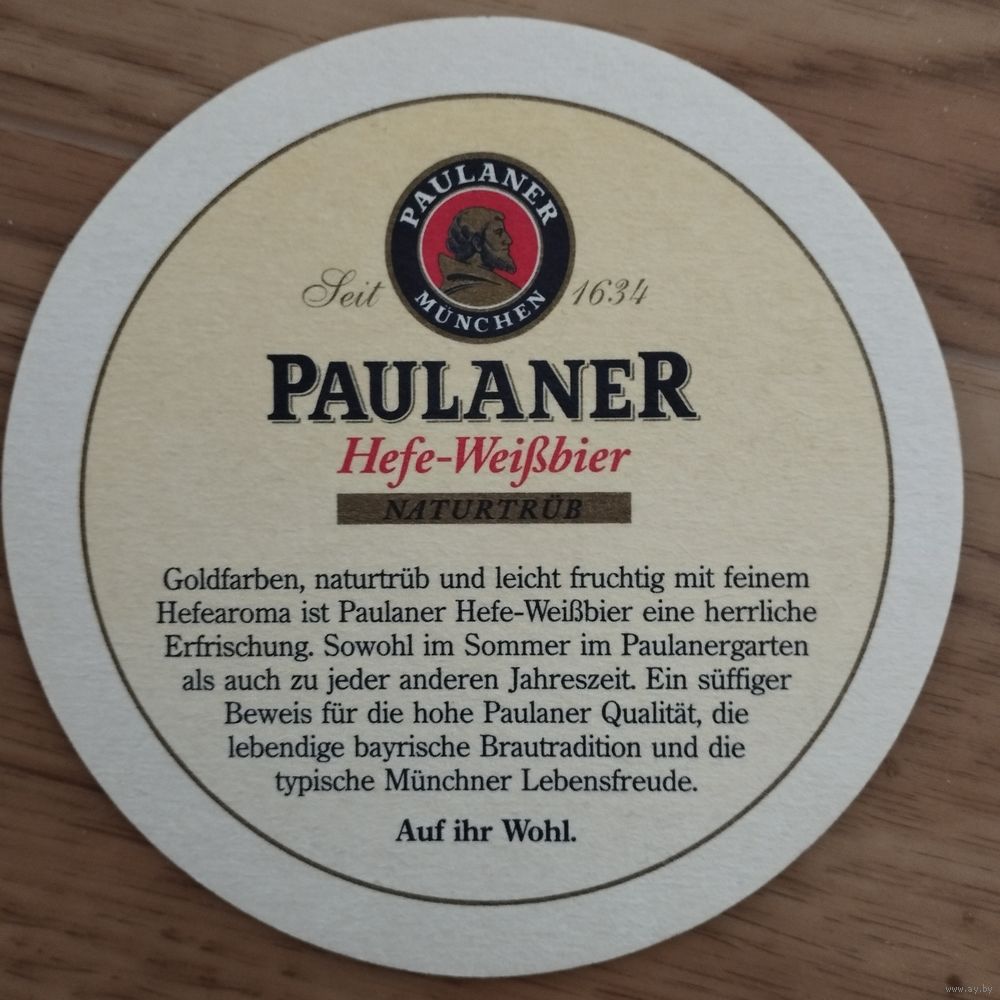 PAULANER
MÜNCHEN
Seit 1634
PAULANER
Hefe-Weißbier
NATURTRÜB
Goldfarben, naturtrüb und leicht fruchtig mit feinem
Hefearoma ist Paulaner Hefe-Weißbier eine herrliche
Erfrischung. Sowohl im Sommer im Paulanergarten
als auch zu jeder anderen Jahreszeit. Ein süffiger
Beweis für die hohe Paulaner Qualität, die
lebendige bayrische Brautradition und die
typische Münchner Lebensfreude.
Auf ihr Wohl.
www.ay.by